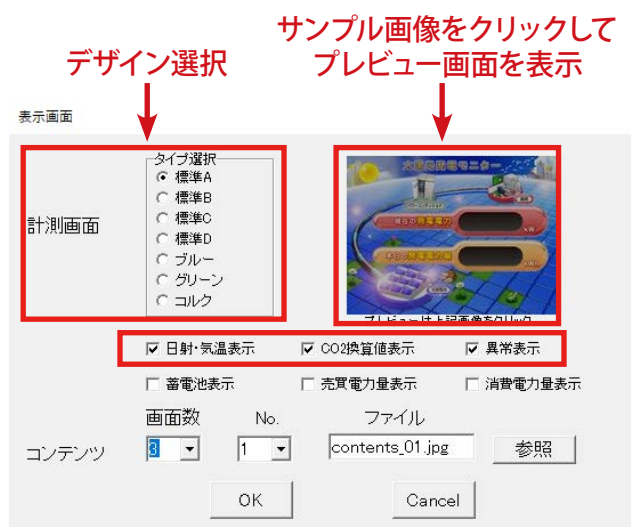 サンプル画像をクリックして
デザイン選択
プレビュー画面を表示
表示画面
タイプ選択
標準A
標準B
計測画面
標準C
標準D
ブルー
グリーン
コルク
太陽光発電モニター
現在の発電電力
kW
本日の発電電力量
kWh
プレビューは上記画像をクリック
日射・気温表示 CO2換算値表示 異常表示
蓄電池表示 売買電力量表示 消費電力量表示
画面数 No. ファイル
コンテンツ 3 1 contents_01.jpg 参照
OK Cancel